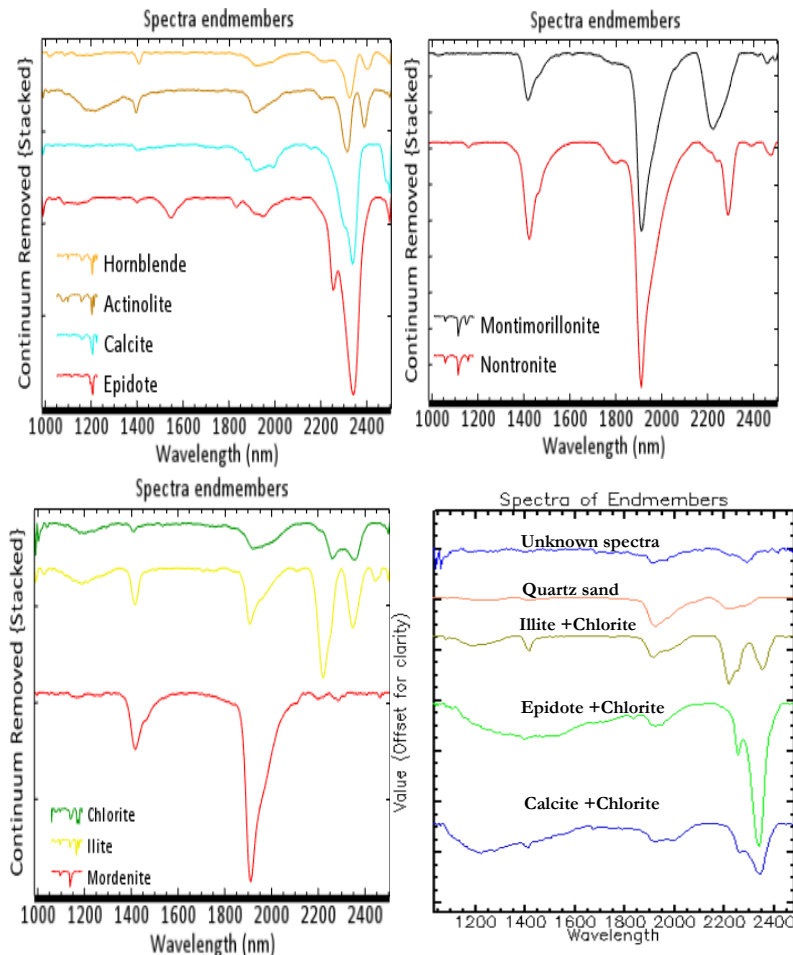 Spectra endmembers
Continuum Removed {Stacked}
Hornblende
Actinolite
Calcite
Epidote
1000 1200 1400 1600 1800 2000 2200 2400
Wavelength (nm)
Spectra endmembers
Continuum Removed {Stacked}
Montimorillonite
Nontronite
1000 1200 1400 1600 1800 2000 2200 2400
Wavelength (nm)
Spectra endmembers
Continuum Removed {Stacked}
Chlorite
Ilite
Mordenite
1000 1200 1400 1600 1800 2000 2200 2400
Wavelength (nm)
Spectra of Endmembers
Value (Offset for clarity)
Unknown spectra
Quartz sand
Illite +Chlorite
Epidote +Chlorite
Calcite +Chlorite
1200 1400 1600 1800 2000 2200 2400
Wavelength